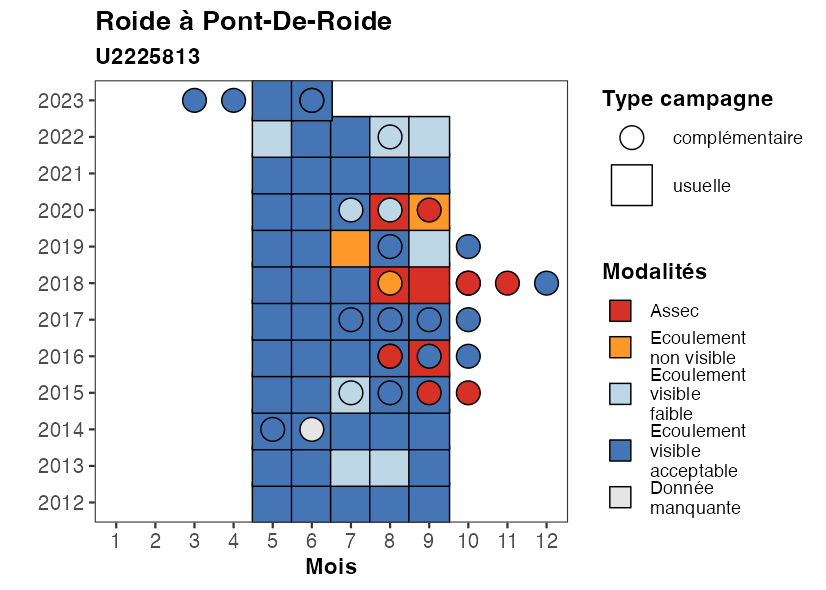 Roide à Pont-De-Roide
U2225813
2023
2022
2021
2020
2019
2018
2017
2016
2015
2014
2013
2012
1 2 3 4 5 6 7 8 9 10 11 12
Mois
Type campagne
complémentaire
usuelle
Modalités
Assec
Ecoulement
non visible
Ecoulement
visible
faible
Ecoulement
visible
acceptable
Donnée
manquante